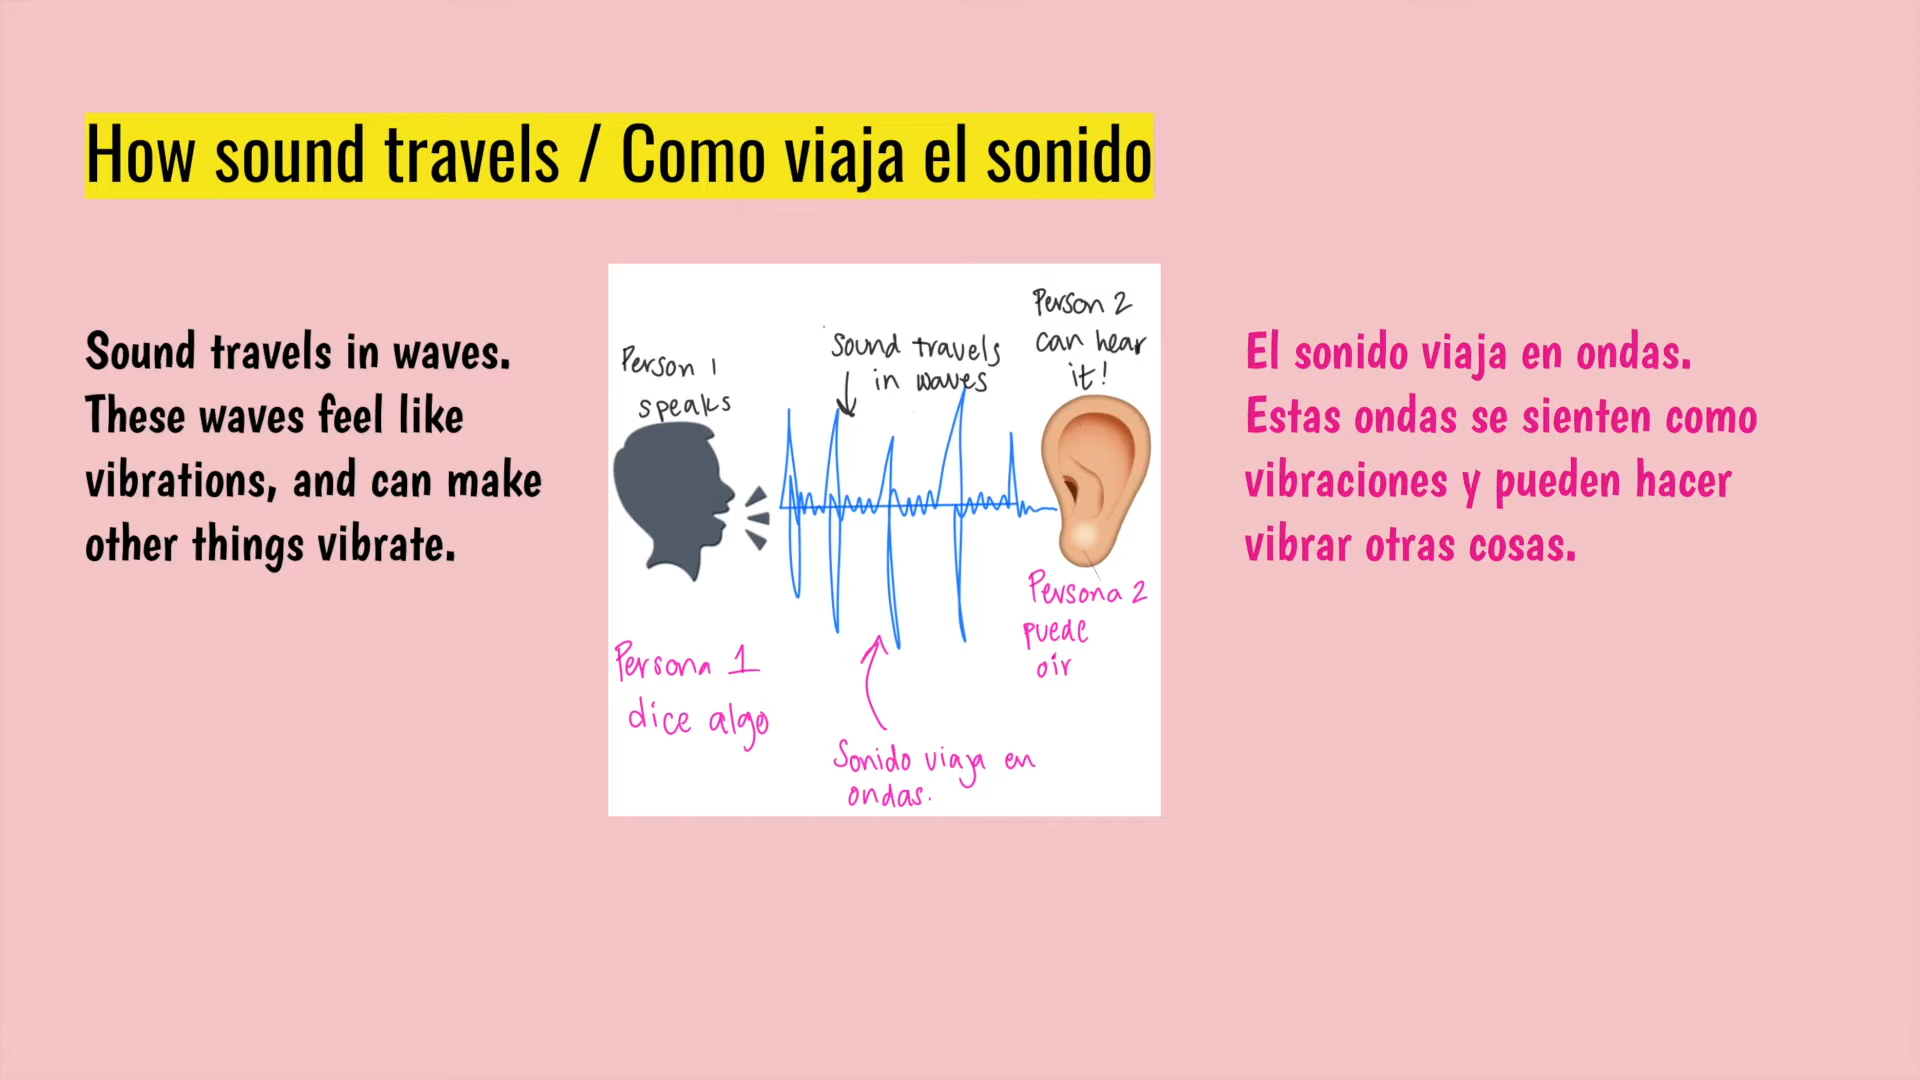 How sound travels / Como viaja el sonido
Sound travels in waves.
These waves feel like
vibrations, and can make
other things vibrate.
Person 1
speaks
Sound travels
in waves
Person 2
can hear
it!
Persona 1
dice algo
Sonido viaja en
ondas.
Persona 2
puede
oír
El sonido viaja en ondas.
Estas ondas se sienten como
vibraciones y pueden hacer
vibrar otras cosas.